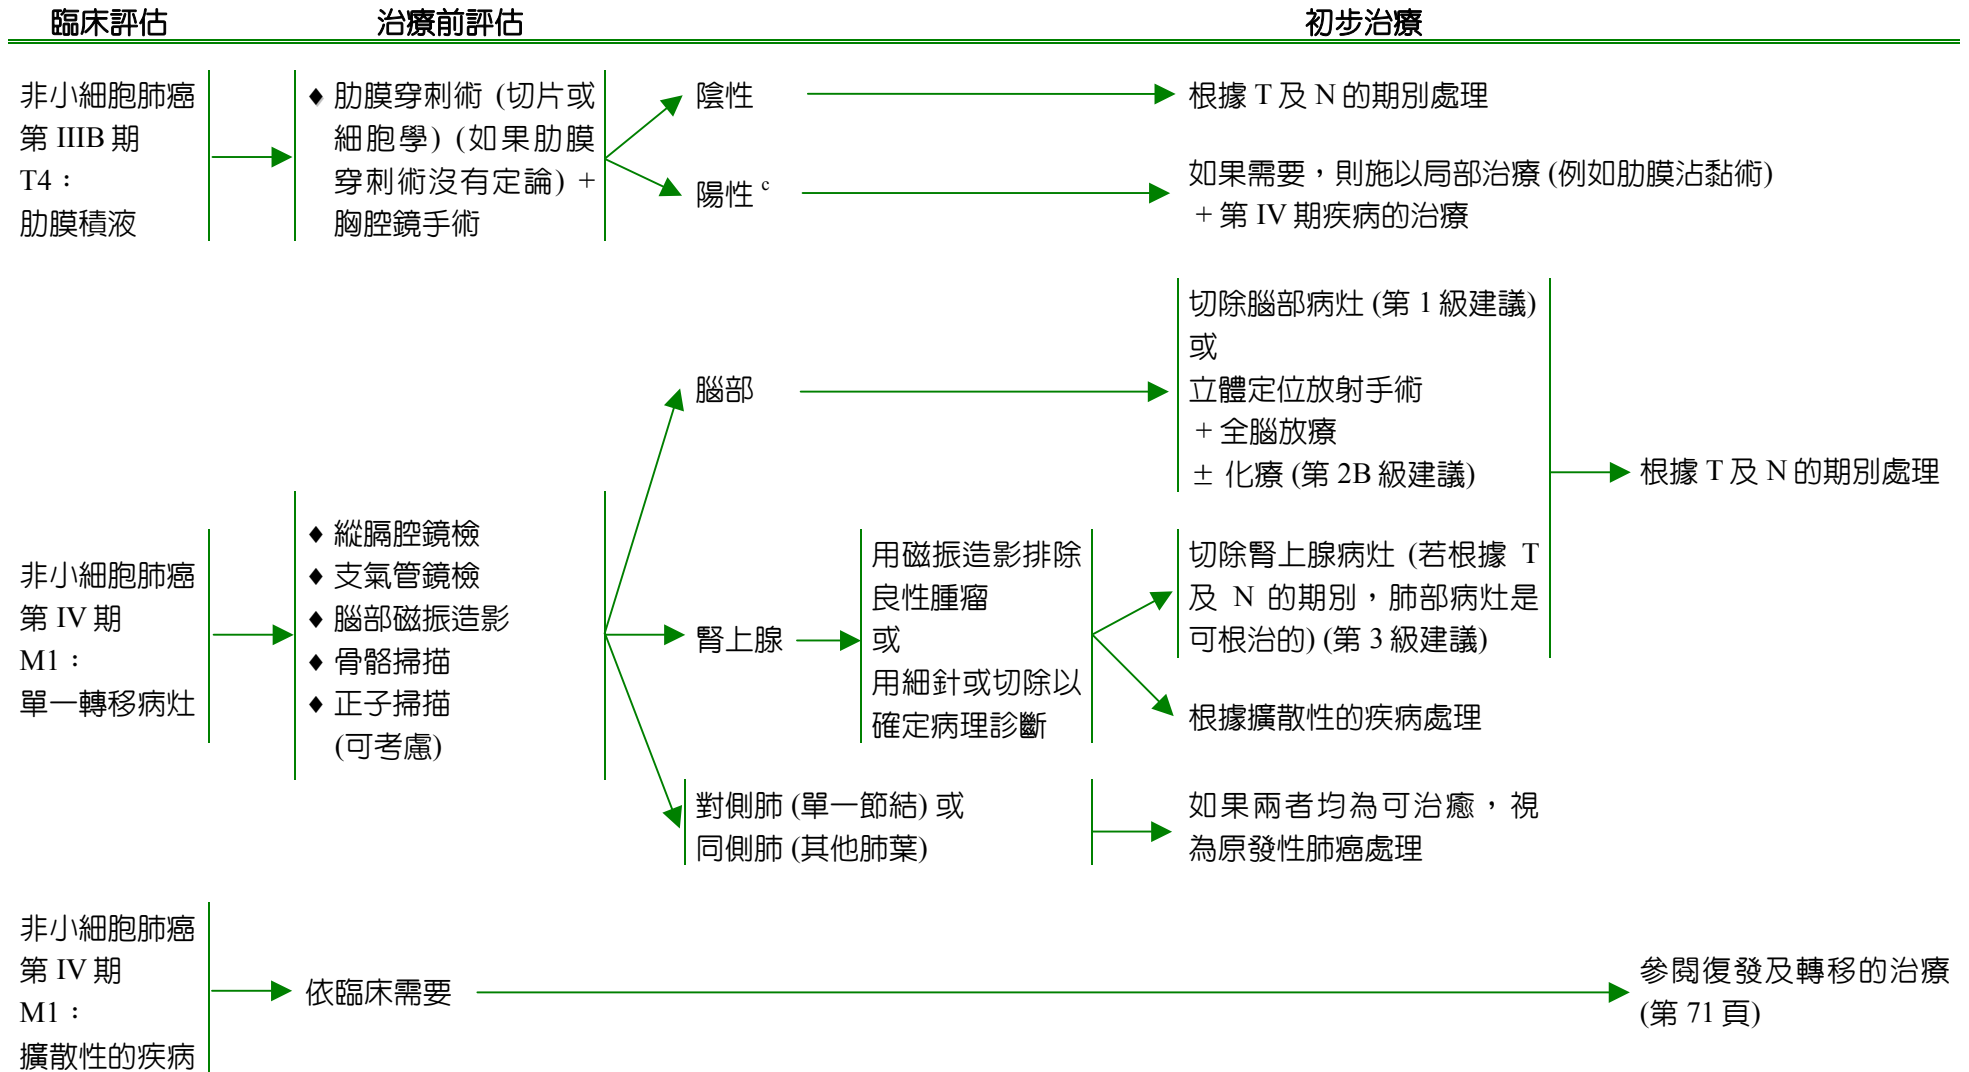 臨床評估
治療前評估
初步治療
非小細胞肺癌
第 IIIB 期
T4：
肋膜積液
♦ 肋膜穿刺術 (切片或
細胞學) (如果肋膜
穿刺術沒有定論) +
胸腔鏡手術
陰性
根據 T 及 N 的期別處理
陽性 c
如果需要，則施以局部治療 (例如肋膜沾黏術)
+ 第 IV 期疾病的治療
非小細胞肺癌
第 IV 期
M1：
單一轉移病灶
♦ 縱膈腔鏡檢
♦ 支氣管鏡檢
♦ 腦部磁振造影
♦ 骨骼掃描
♦ 正子掃描
(可考慮)
腦部
切除腦部病灶 (第 1 級建議)
或
立體定位放射手術
+ 全腦放療
± 化療 (第 2B 級建議)
根據 T 及 N 的期別處理
腎上腺
用磁振造影排除
良性腫瘤
或
用細針或切除以
確定病理診斷
切除腎上腺病灶 (若根據 T
及 N 的期別，肺部病灶是
可根治的) (第 3 級建議)
根據擴散性的疾病處理
對側肺 (單一節結) 或
同側肺 (其他肺葉)
如果兩者均為可治癒，視
為原發性肺癌處理
非小細胞肺癌
第 IV 期
M1：
擴散性的疾病
依臨床需要
參閱復發及轉移的治療
(第 71 頁)